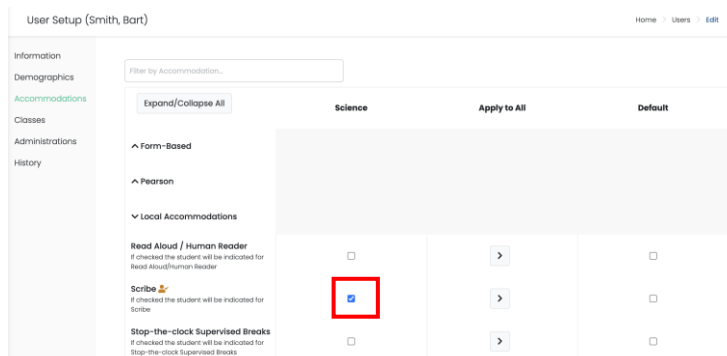 User Setup (Smith, Bart)
Home > Users > Edit
Information
Demographics
Accommodations
Classes
Administrations
History
Filter by Accommodation...
Expand/Collapse All
Science
Apply to All
Default
Form-Based
Pearson
Local Accommodations
Read Aloud / Human Reader
If checked the student will be indicated for
Read Aloud/Human Reader
Scribe
If checked the student will be indicated for
Scribe
Stop-the-clock Supervised Breaks
If checked the student will be indicated for
Stop-the-clock Supervised Breaks